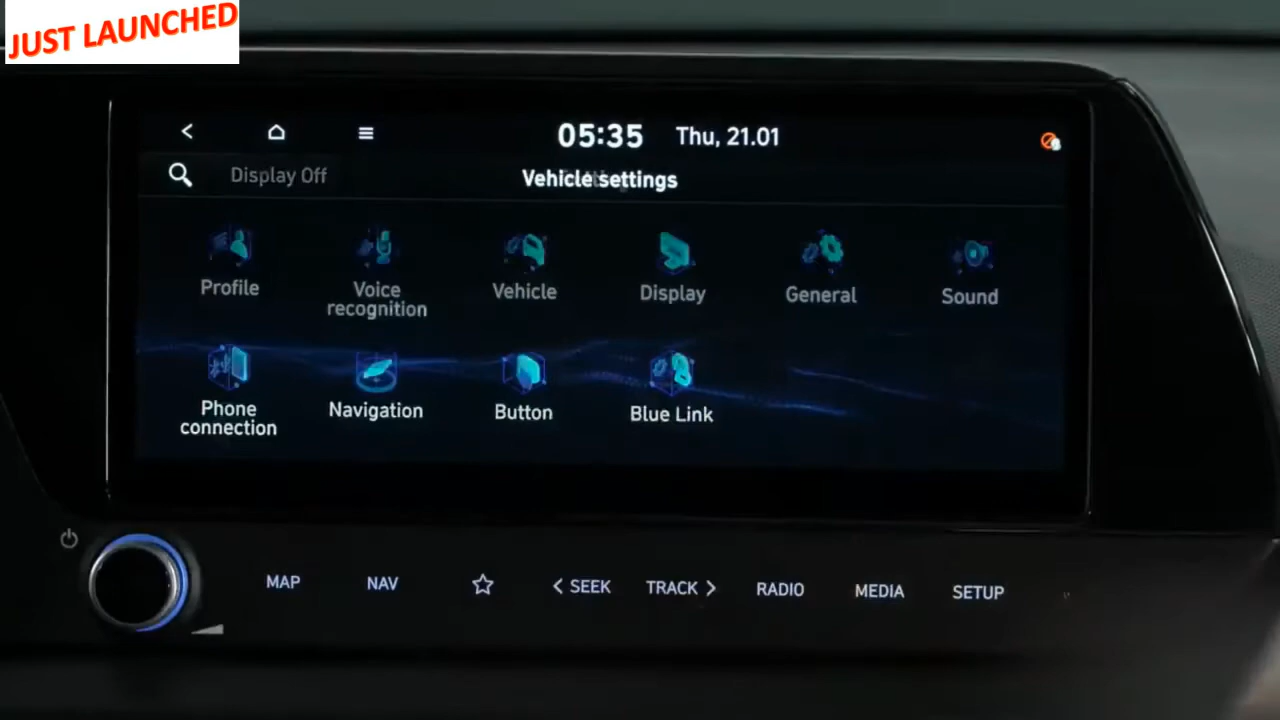 JUST LAUNCHED
05:35 Thu, 21.01
Display Off
Vehicle settings
Profile
Voice
recognition
Vehicle
Display
General
Sound
Phone
connection
Navigation
Button
Blue Link
MAP NAV SEEK TRACK RADIO MEDIA SETUP